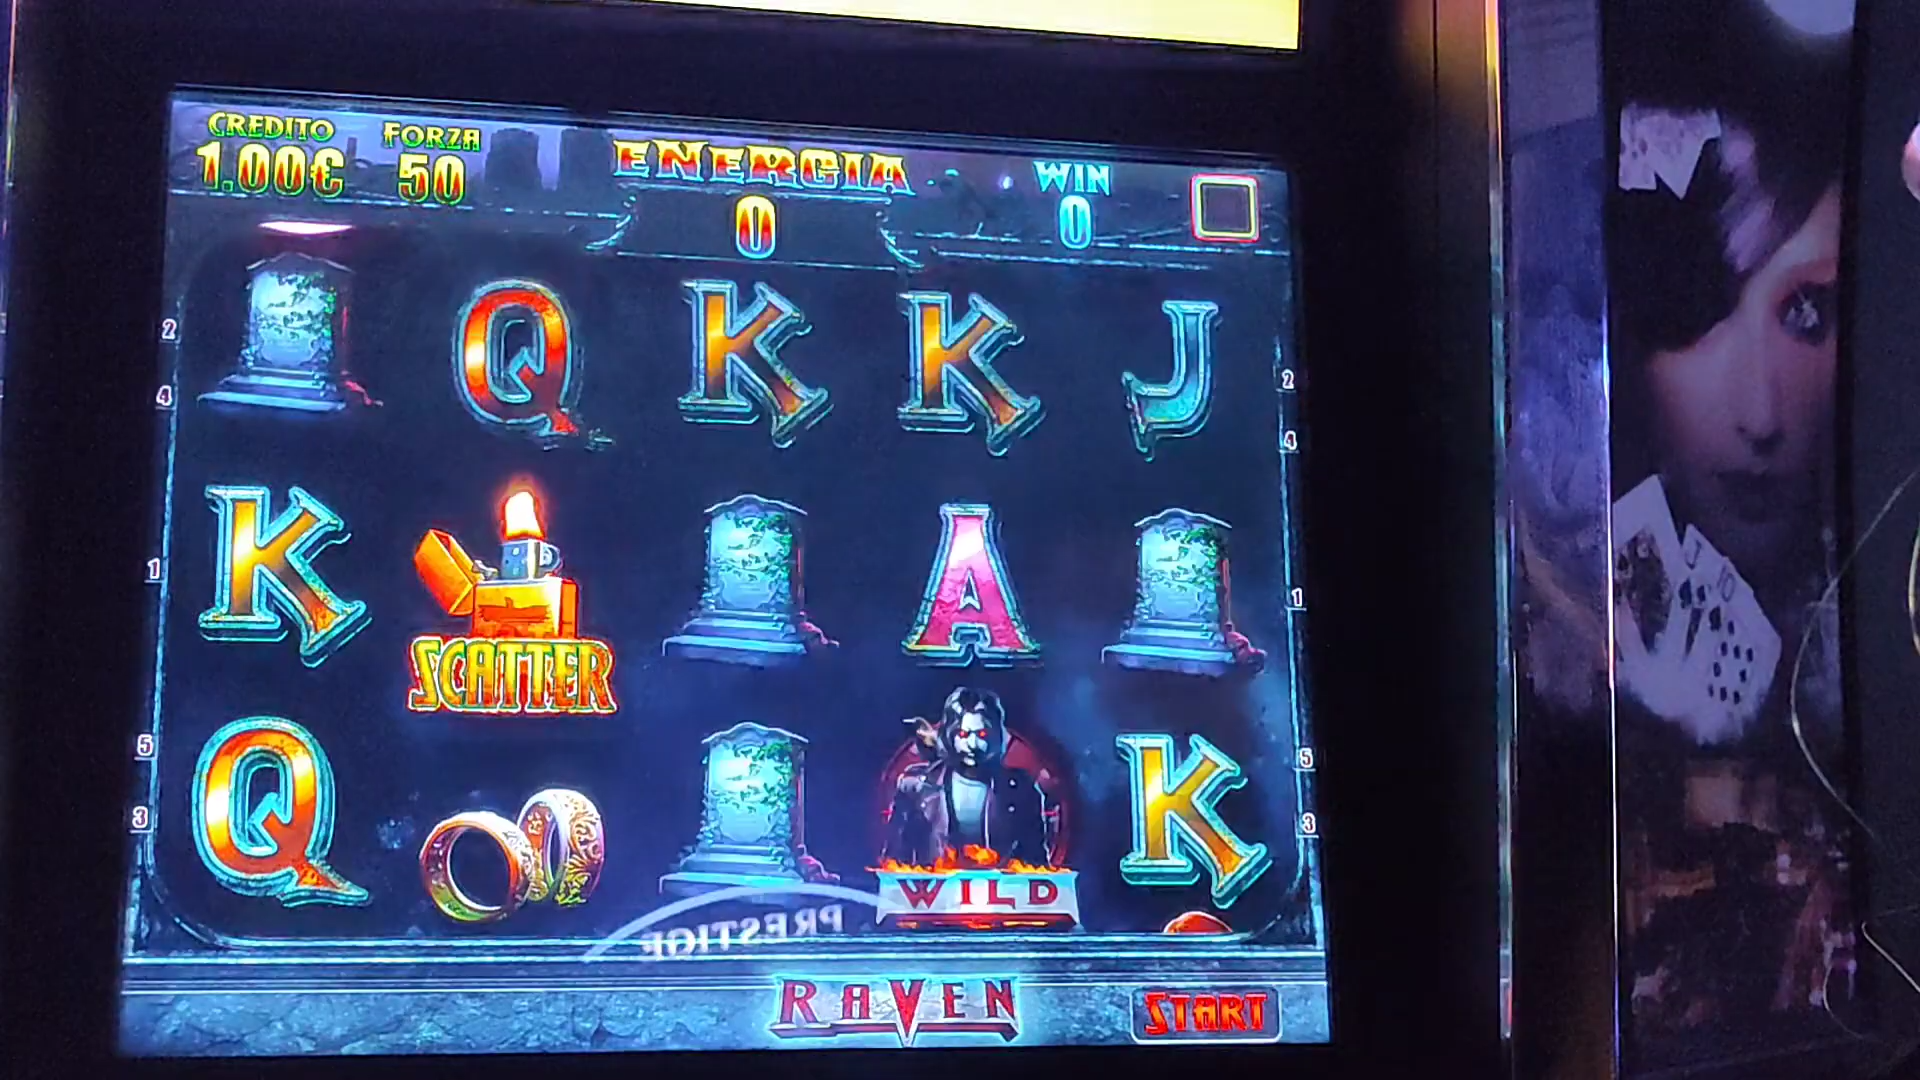 CREDITO FORZA ENERGIA WIN
1.00€ 50 0 0
Q K K J
2 2
4 4
K A
1 1
SCATTER
Q K
5 5
3 3
WILD
PRESTIGE
RAVEN START